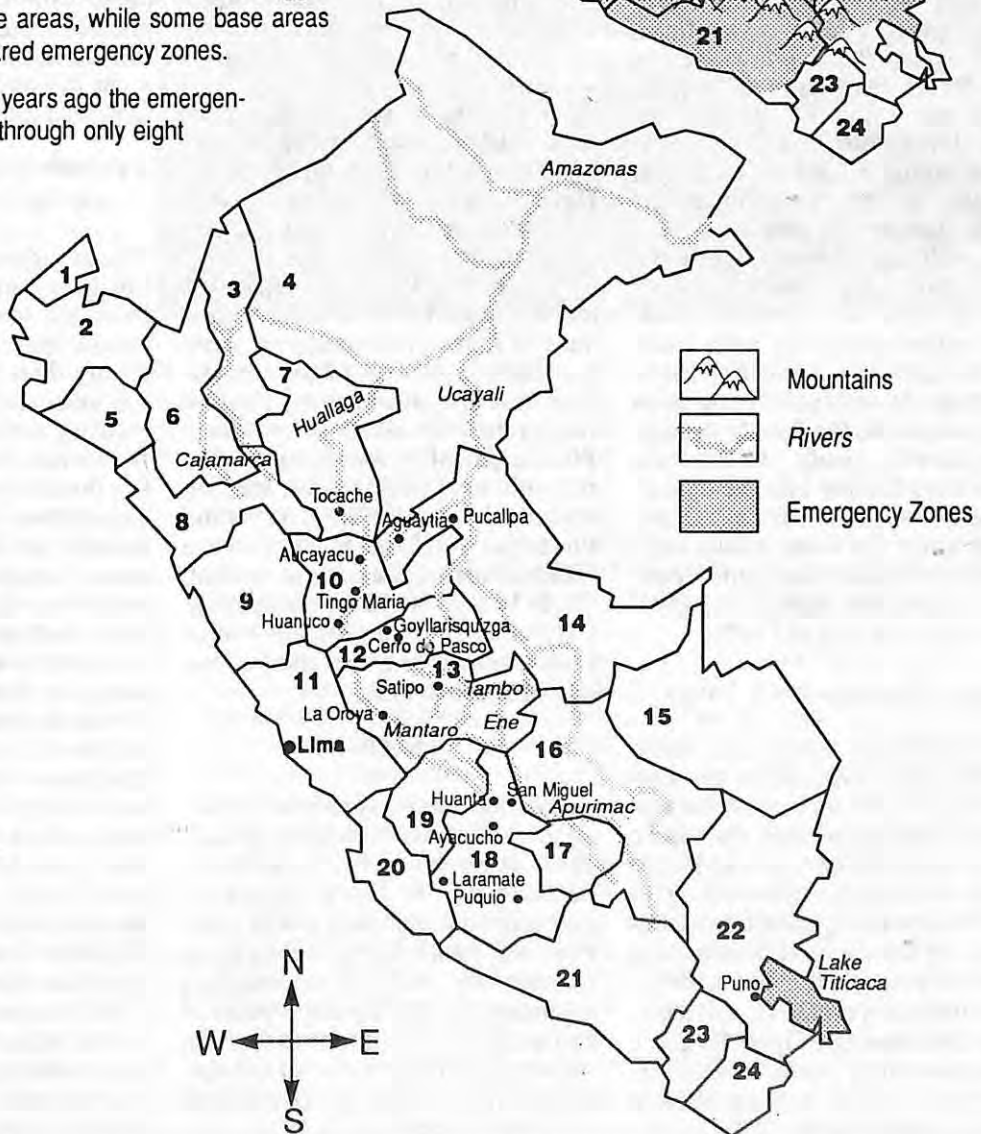 e areas, while some base areas
ared emergency zones.
years ago the emergen-
through only eight
21
23
24
Amazonas
1
2
3
4
5
6
7
Huallaga
Ucayali
Cajamarca
Tocache
Aguaytia
Pucallpa
Mountains
Rivers
Emergency Zones
8
9
Aucayacu
10
Tingo Maria
Huanuco
Goyllarisquizga
12
Cerro de Pasco
14
11
13
Satipo
Tambo
La Oroya
Mantaro
Ene
15
Lima
16
Huanta
San Miguel
Apurimac
19
Ayacucho
17
18
20
Laramate
Puquio
22
21
Puno
Lake
Titicaca
23
24
N
W
E
S